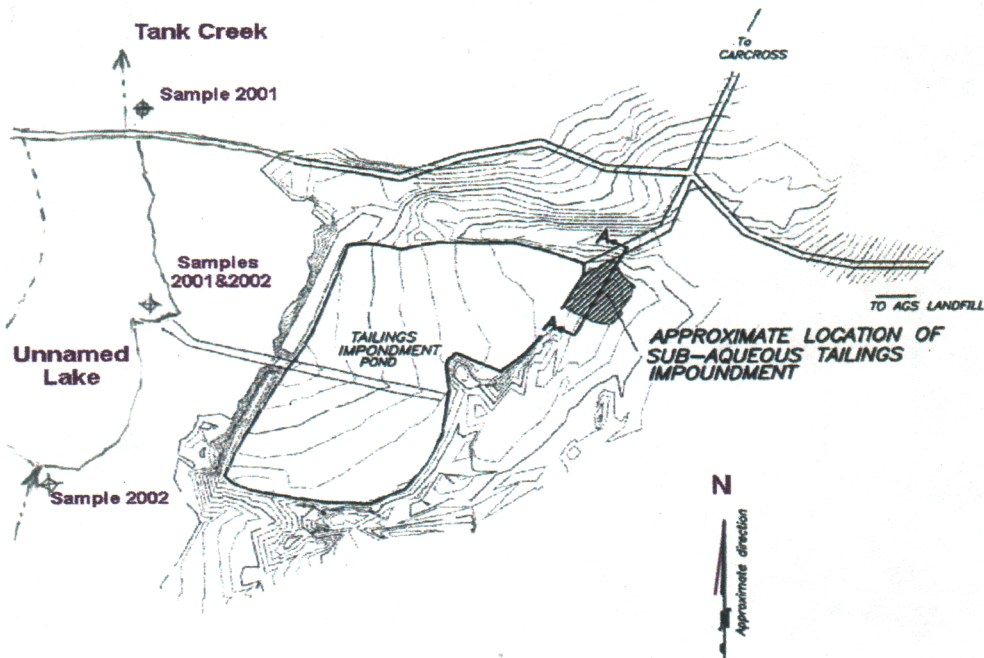 Tank Creek
Sample 2001
To
CARCROSS
Samples
2001&2002
A
TO AGS LANDFILL
Unnamed
Lake
TAILINGS
IMPONDMENT
POND
A
APPROXIMATE LOCATION OF
SUB-AQUEOUS TAILINGS
IMPOUNDMENT
Sample 2002
N
Approximate direction